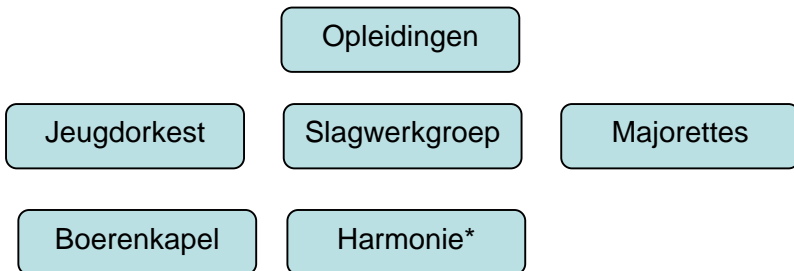 Opleidingen
Jeugdorkest
Slagwerkgroep
Majorettes
Boerenkapel
Harmonie*